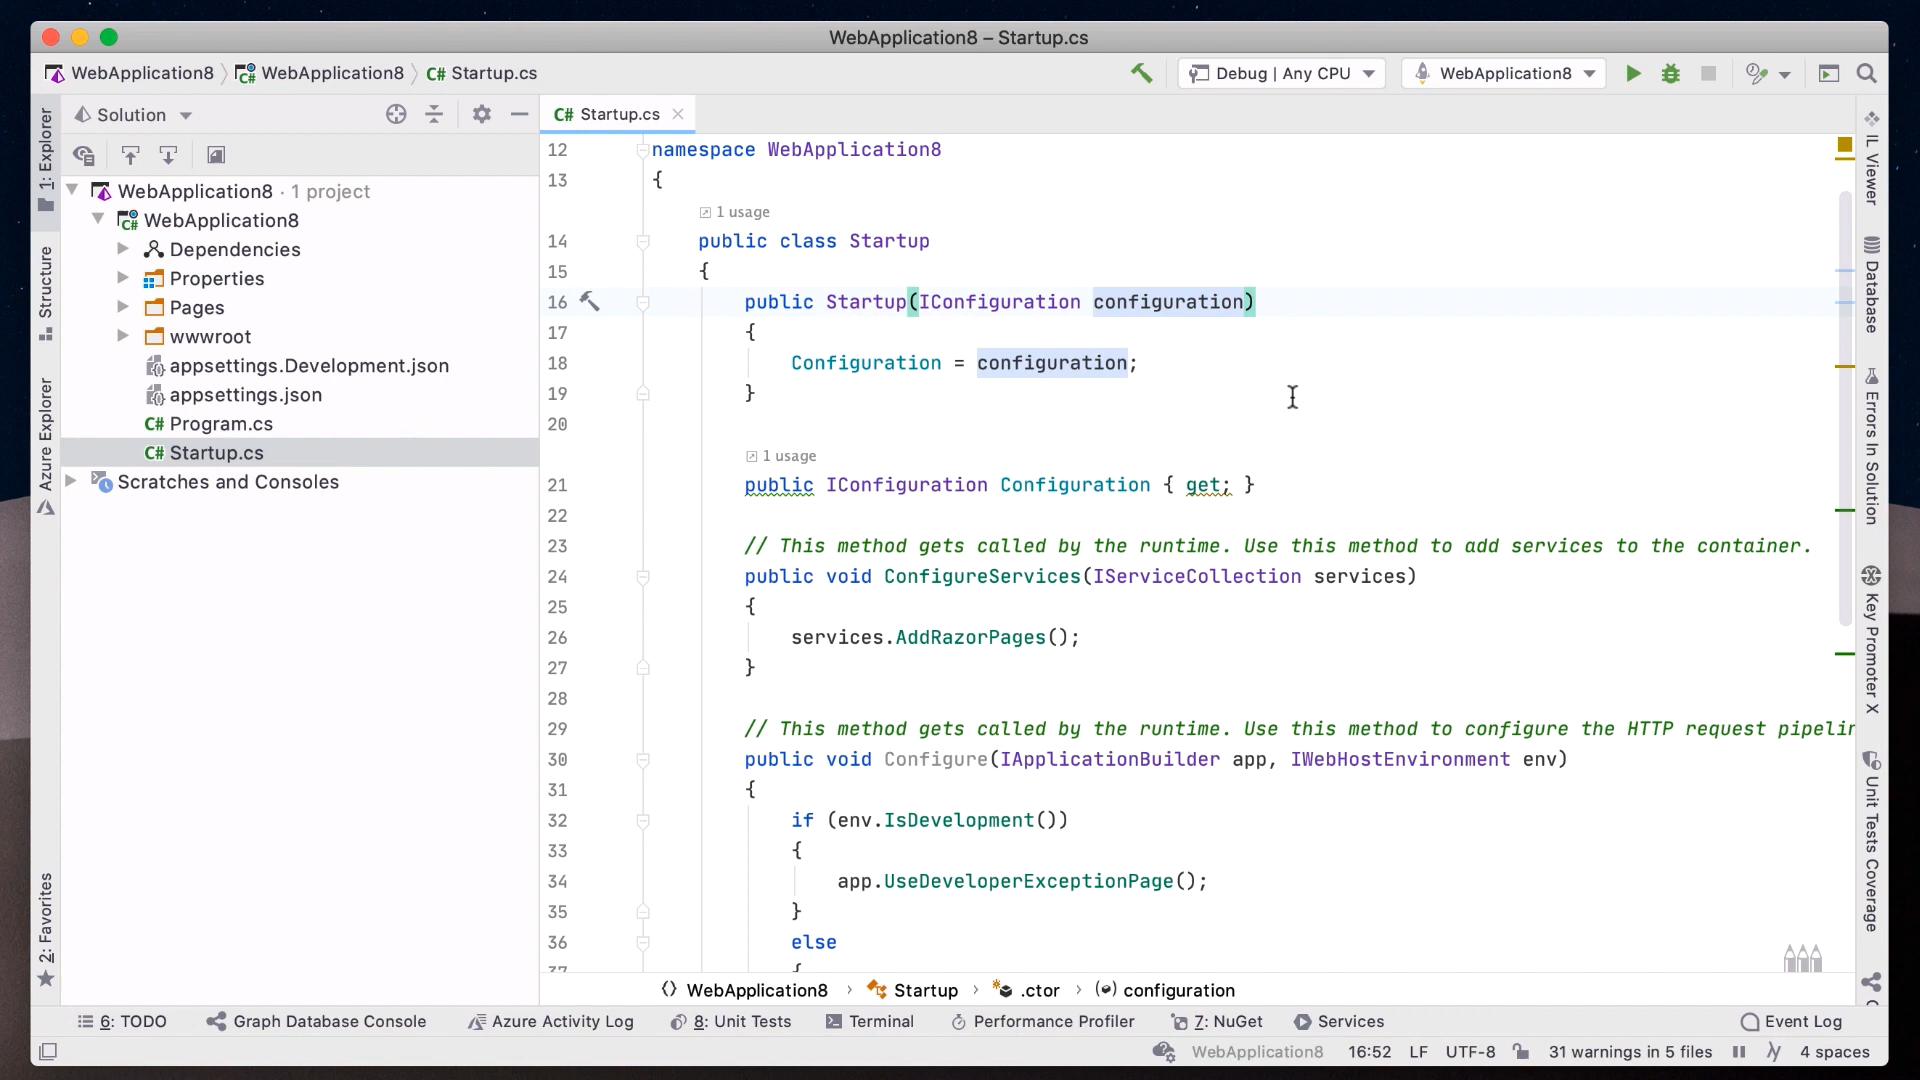 WebApplication8 – Startup.cs
WebApplication8 WebApplication8 C# Startup.cs
Debug | Any CPU WebApplication8
1: Explorer
Structure
Azure Explorer
2: Favorites
Solution
WebApplication8 · 1 project
WebApplication8
Dependencies
Properties
Pages
wwwroot
appsettings.Development.json
appsettings.json
C# Program.cs
C# Startup.cs
Scratches and Consoles
C# Startup.cs
12 namespace WebApplication8
13 {
1 usage
14 public class Startup
15 {
16 public Startup(IConfiguration configuration)
17 {
18 Configuration = configuration;
19 }
20
1 usage
21 public IConfiguration Configuration { get; }
22
23 // This method gets called by the runtime. Use this method to add services to the container.
24 public void ConfigureServices(IServiceCollection services)
25 {
26 services.AddRazorPages();
27 }
28
29 // This method gets called by the runtime. Use this method to configure the HTTP request pipelin
30 public void Configure(IApplicationBuilder app, IWebHostEnvironment env)
31 {
32 if (env.IsDevelopment())
33 {
34 app.UseDeveloperExceptionPage();
35 }
36 else
37 {
WebApplication8 Startup .ctor configuration
IL Viewer
Database
Errors In Solution
Key Promoter X
Unit Tests Coverage
6: TODO Graph Database Console Azure Activity Log 8: Unit Tests Terminal Performance Profiler 7: NuGet Services Event Log
WebApplication8 16:52 LF UTF-8 31 warnings in 5 files 4 spaces